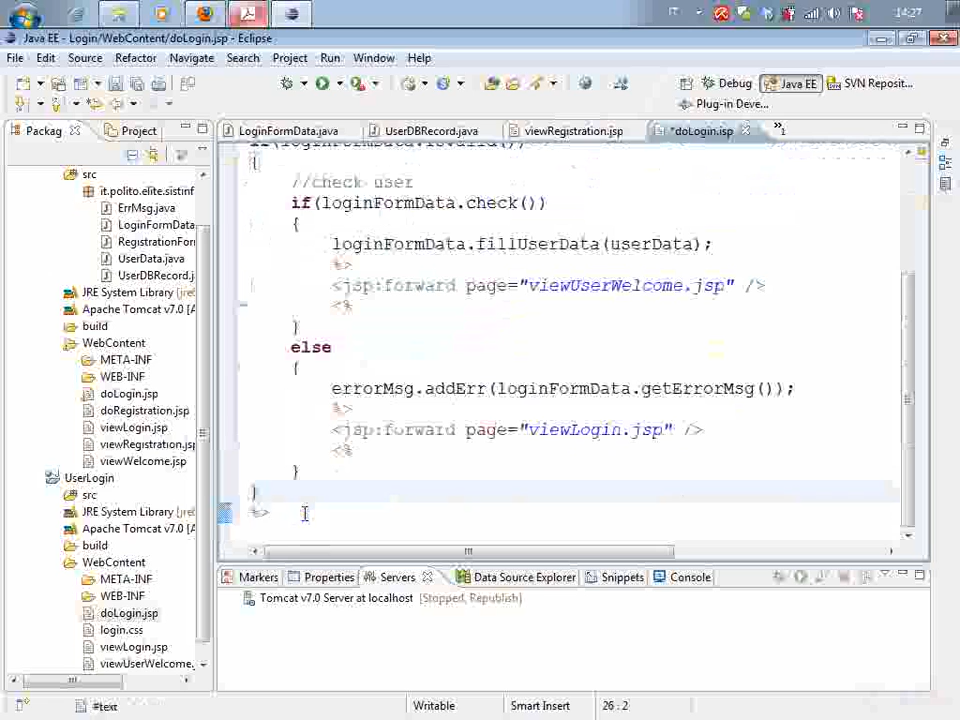 14:27
Java EE - Login/WebContent/doLogin.jsp - Eclipse
File Edit Source Refactor Navigate Search Project Run Window Help
Debug Java EE SVN Reposit...
Plug-in Deve...
Packag Project
LoginFormData.java UserDBRecord.java viewRegistration.jsp *doLogin.isp 1
src
it.polito.elite.sistinf
ErrMsg.java
LoginFormData
RegistrationFor
UserData.java
UserDBRecord.j
JRE System Library [jre
Apache Tomcat v7.0 [
build
WebContent
META-INF
WEB-INF
doLogin.jsp
doRegistration.jsp
viewLogin.jsp
viewRegistration.js
viewWelcome.jsp
UserLogin
src
JRE System Library [jre
Apache Tomcat v7.0 [
build
WebContent
META-INF
WEB-INF
doLogin.jsp
login.css
viewLogin.jsp
viewUserWelcome.
{
//check user
if(loginFormData.check())
{
loginFormData.fillUserData(userData);
%>
<jsp:forward page="viewUserWelcome.jsp" />
<%
}
else
{
errorMsg.addErr(loginFormData.getErrorMsg());
%>
<jsp:forward page="viewLogin.jsp" />
<%
}
}
%>
Markers Properties Servers Data Source Explorer Snippets Console
Tomcat v7.0 Server at localhost [Stopped, Republish]
#text Writable Smart Insert 26 : 2